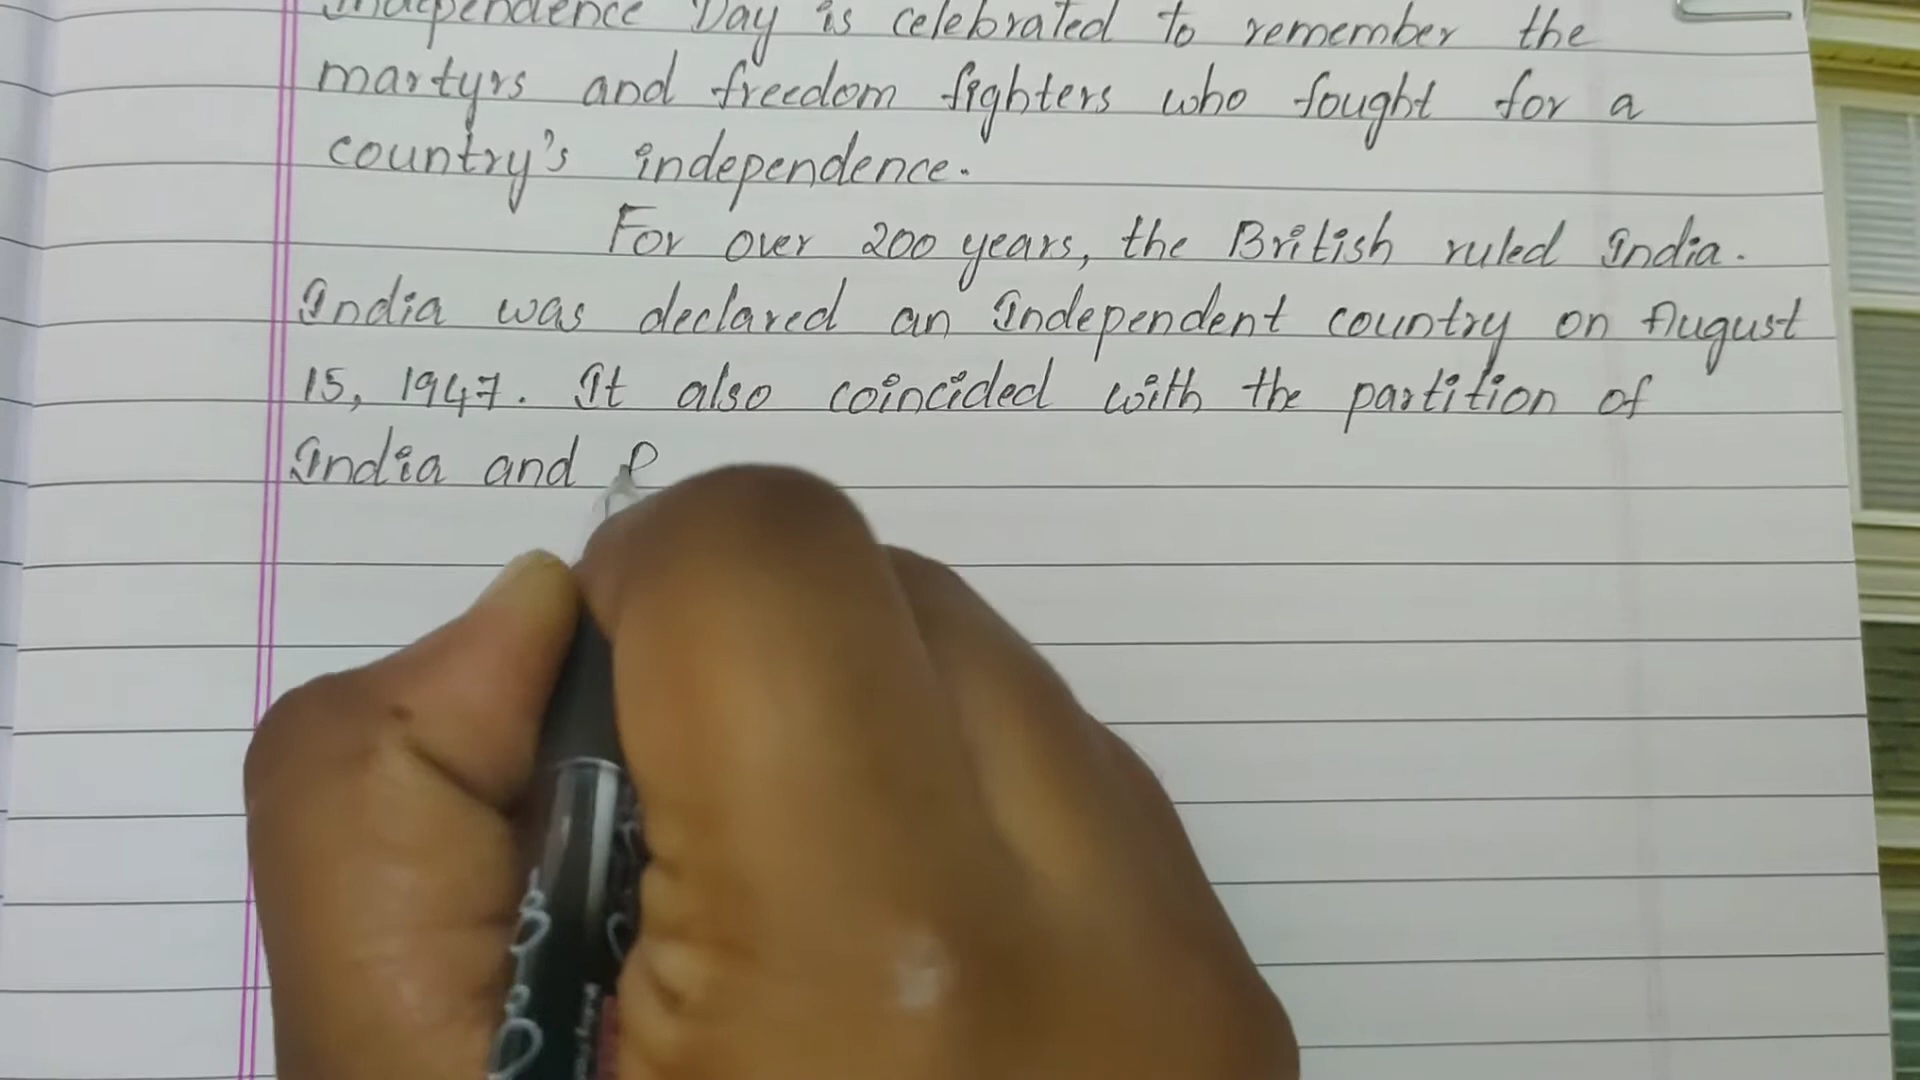 Independence Day is celebrated to remember the
martyrs and freedom fighters who fought for a
country's independence.
For over 200 years, the British ruled India.
India was declared an Independent country on August
15, 1947. It also coincided with the partition of
India and P